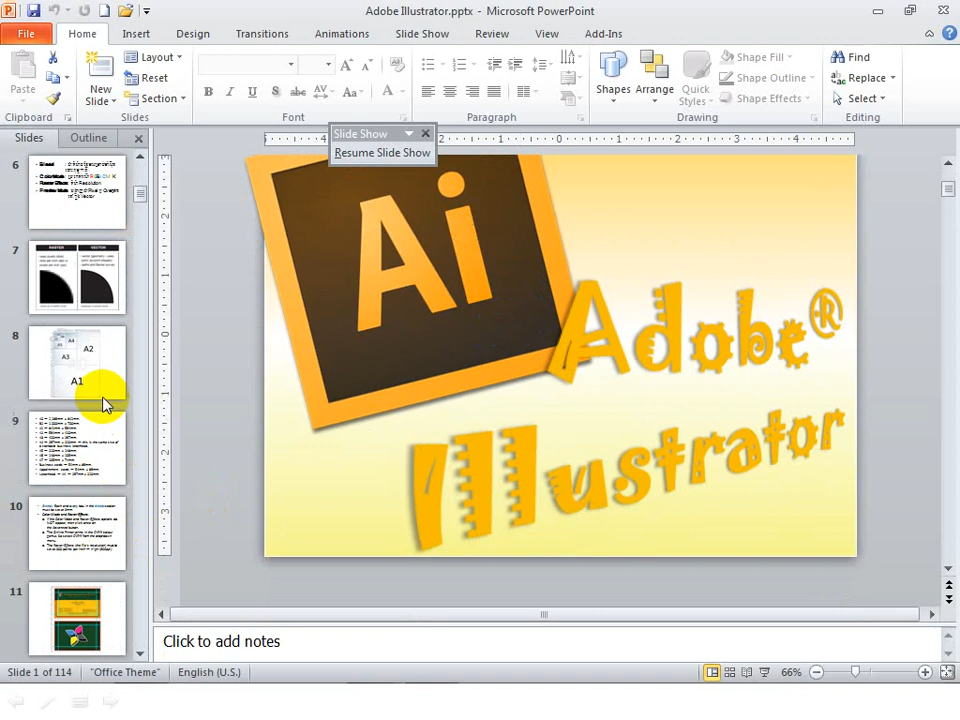 Adobe Illustrator.pptx - Microsoft PowerPoint
File Home Insert Design Transitions Animations Slide Show Review View Add-Ins
Paste
New Slide
Layout
Reset
Section
Shapes
Arrange
Quick Styles
Shape Fill
Shape Outline
Shape Effects
Find
Replace
Select
Clipboard Slides Font Paragraph Drawing Editing
Slides Outline
Slide Show
Resume Slide Show
6
7
RASTER VECTOR
8
A4
A3 A2
A1
9
10
11
Ai
Adobe®
Illustrator
Click to add notes
Slide 1 of 114 "Office Theme" English (U.S.) 66%